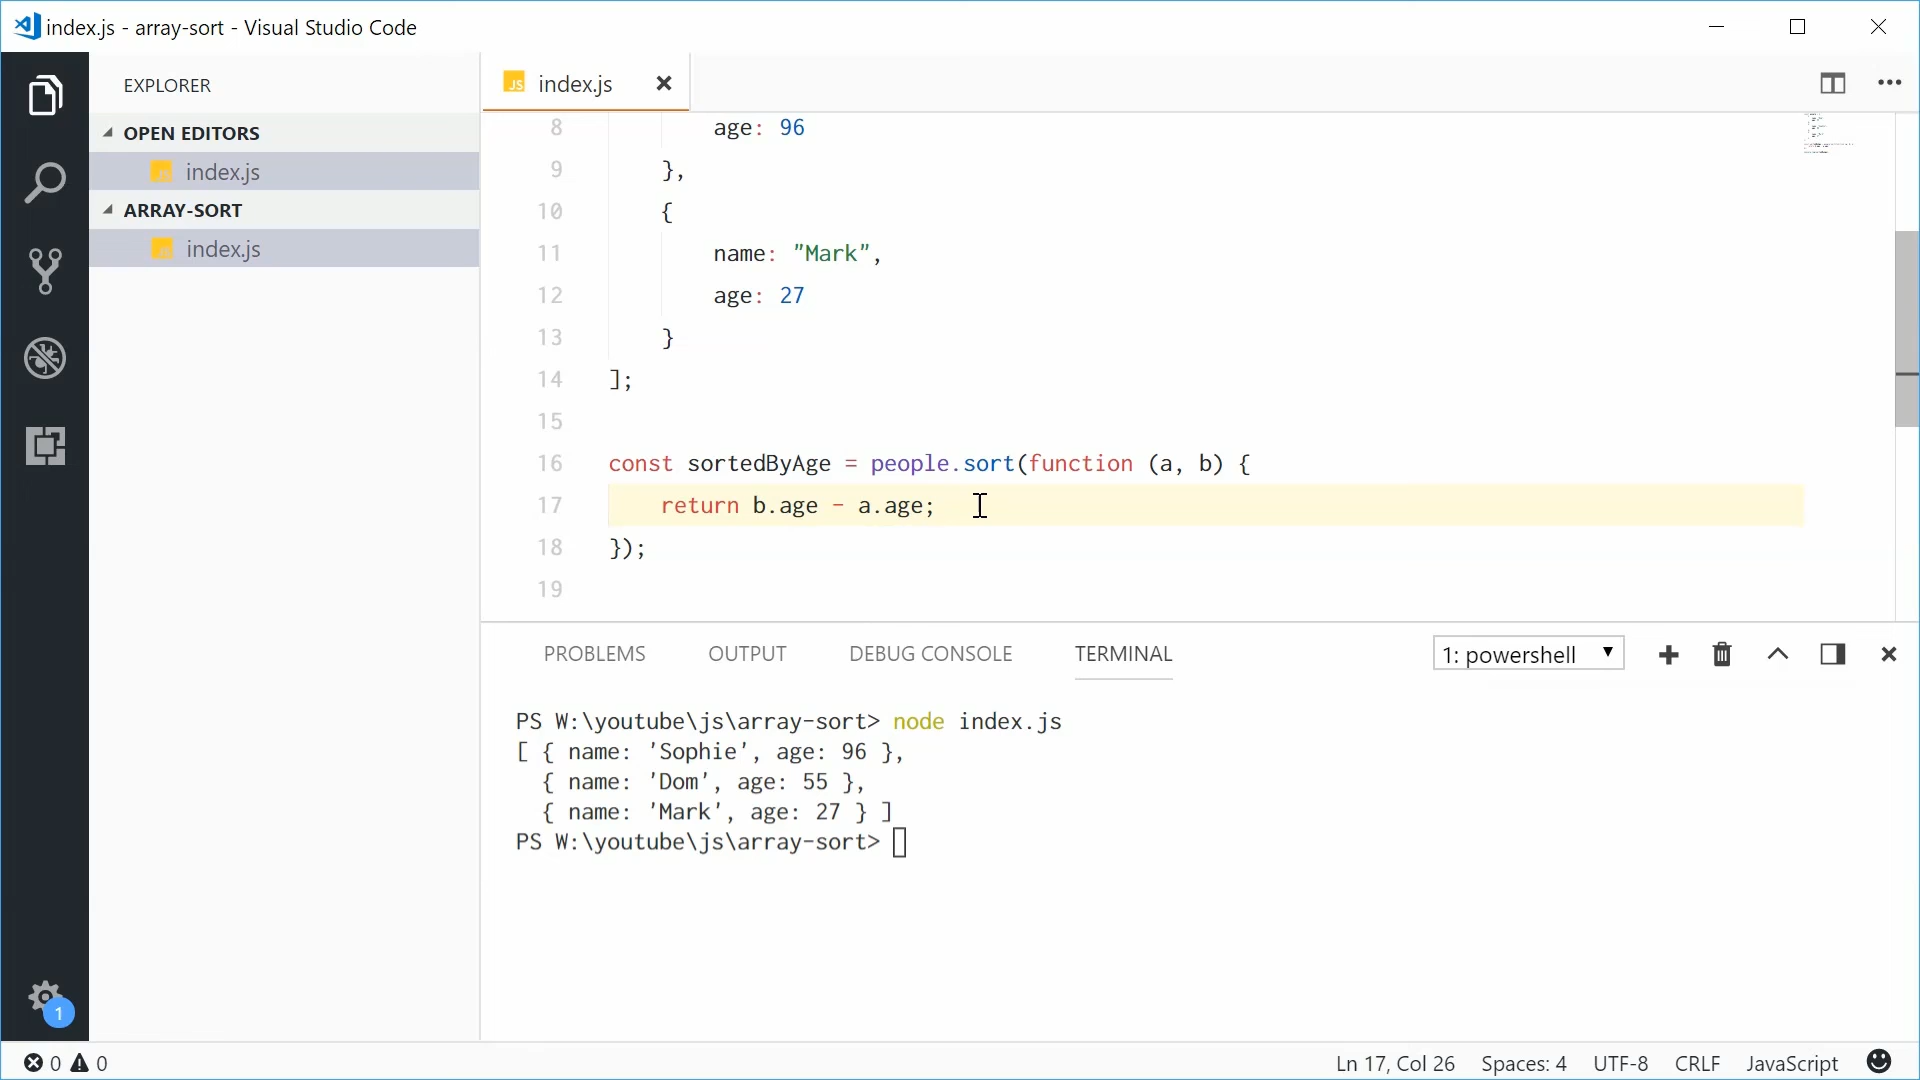 index.js - array-sort - Visual Studio Code
EXPLORER
OPEN EDITORS
index.js
ARRAY-SORT
index.js
JS index.js
8 age: 96
9 },
10 {
11 name: "Mark",
12 age: 27
13 }
14 ];
15
16 const sortedByAge = people.sort(function (a, b) {
17 return b.age - a.age;
18 });
19
PROBLEMS OUTPUT DEBUG CONSOLE TERMINAL 1: powershell
PS W:\youtube\js\array-sort> node index.js
[ { name: 'Sophie', age: 96 },
{ name: 'Dom', age: 55 },
{ name: 'Mark', age: 27 } ]
PS W:\youtube\js\array-sort>
1
0 0 Ln 17, Col 26 Spaces: 4 UTF-8 CRLF JavaScript